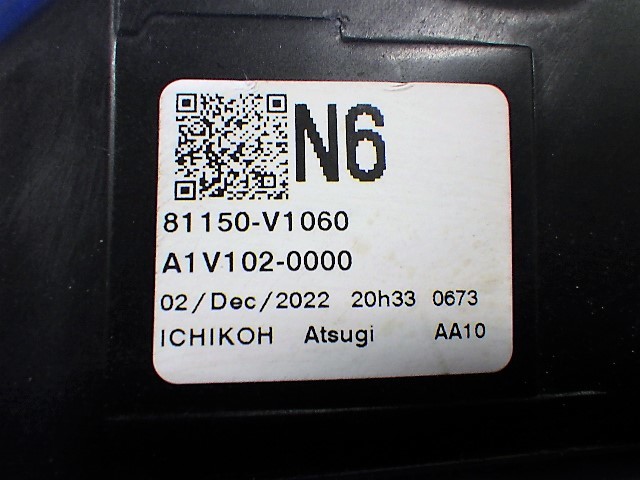 N6
81150-V1060
A1V102-0000
02/Dec/2022 20h33 0673
ICHIKOH Atsugi AA10